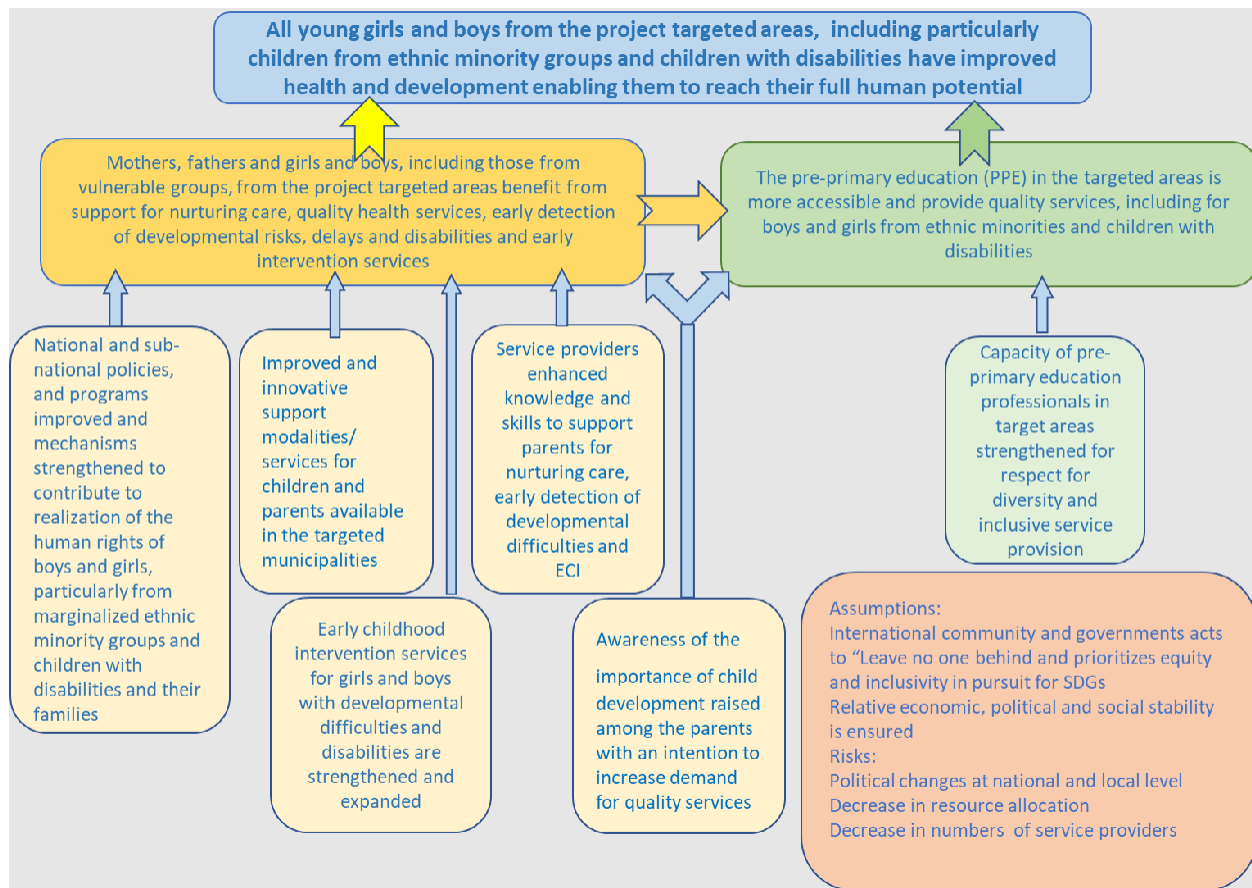 All young girls and boys from the project targeted areas,  including particularly
children from ethnic minority groups and children with disabilities have improved
health and development enabling them to reach their full human potential
Mothers, fathers and girls and boys, including those from
vulnerable groups, from the project targeted areas benefit from
support for nurturing care, quality health services, early detection
of developmental risks, delays and disabilities and early
intervention services
The pre-primary education (PPE) in the targeted areas is
more accessible and provide quality services, including for
boys and girls from ethnic minorities and children with
disabilities
National and sub-
national policies,
and programs
improved and
mechanisms
strengthened to
contribute to
realization of the
human rights of
boys and girls,
particularly from
marginalized ethnic
minority groups and
children with
disabilities and their
families
Improved and
innovative
support
modalities/
services for
children and
parents available
in the targeted
municipalities
Service providers
enhanced
knowledge and
skills to support
parents for
nurturing care,
early detection of
developmental
difficulties and
ECI
Capacity of pre-
primary education
professionals in
target areas
strengthened for
respect for
diversity and
inclusive service
provision
Early childhood
intervention services
for girls and boys
with developmental
difficulties and
disabilities are
strengthened and
expanded
Awareness of the
importance of child
development raised
among the parents
with an intention to
increase demand
for quality services
Assumptions:
International community and governments acts
to “Leave no one behind and prioritizes equity
and inclusivity in pursuit for SDGs
Relative economic, political and social stability
is ensured
Risks:
Political changes at national and local level
Decrease in resource allocation
Decrease in numbers  of service providers